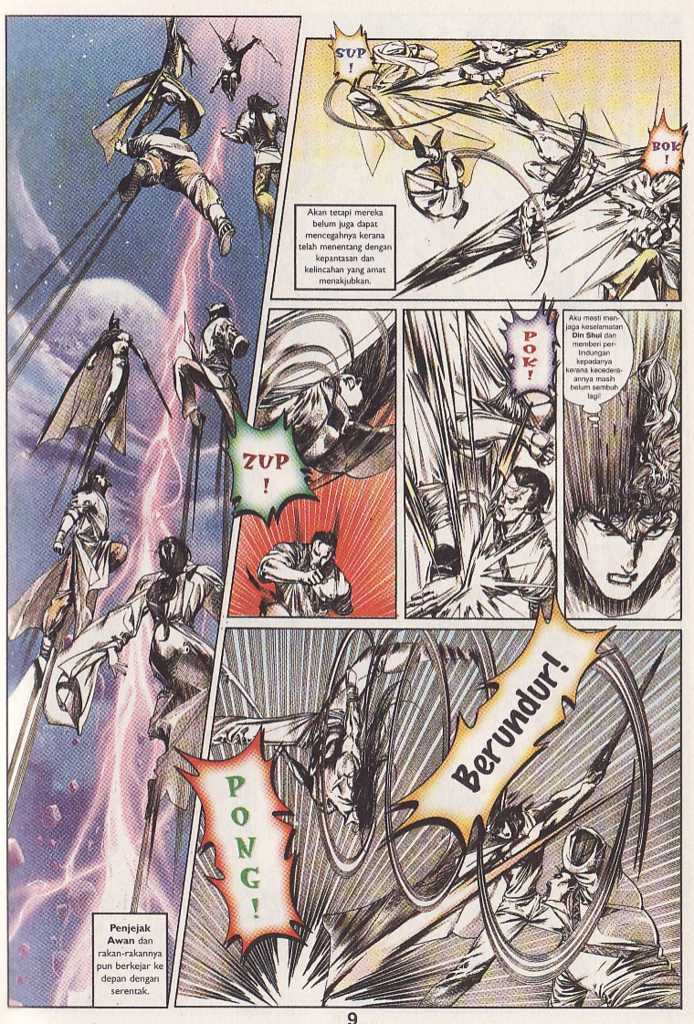 SUP
!
BOK
!
Akan tetapi mereka
belum juga dapat
mencegahnya kerana
telah menentang dengan
kepantasan dan
kelincahan yang amat
menakjubkan.
ZUP
!
POK!
Aku mesti men-
jaga keselamatan
Din Shui dan
memberi per-
lindungan
kepadanya
kerana kecedera-
annya masih
belum sembuh
lagi!
Berundur!
PONG!
Penjejak
Awan dan
rakan-rakannya
pun berkejar ke
depan dengan
serentak.
9